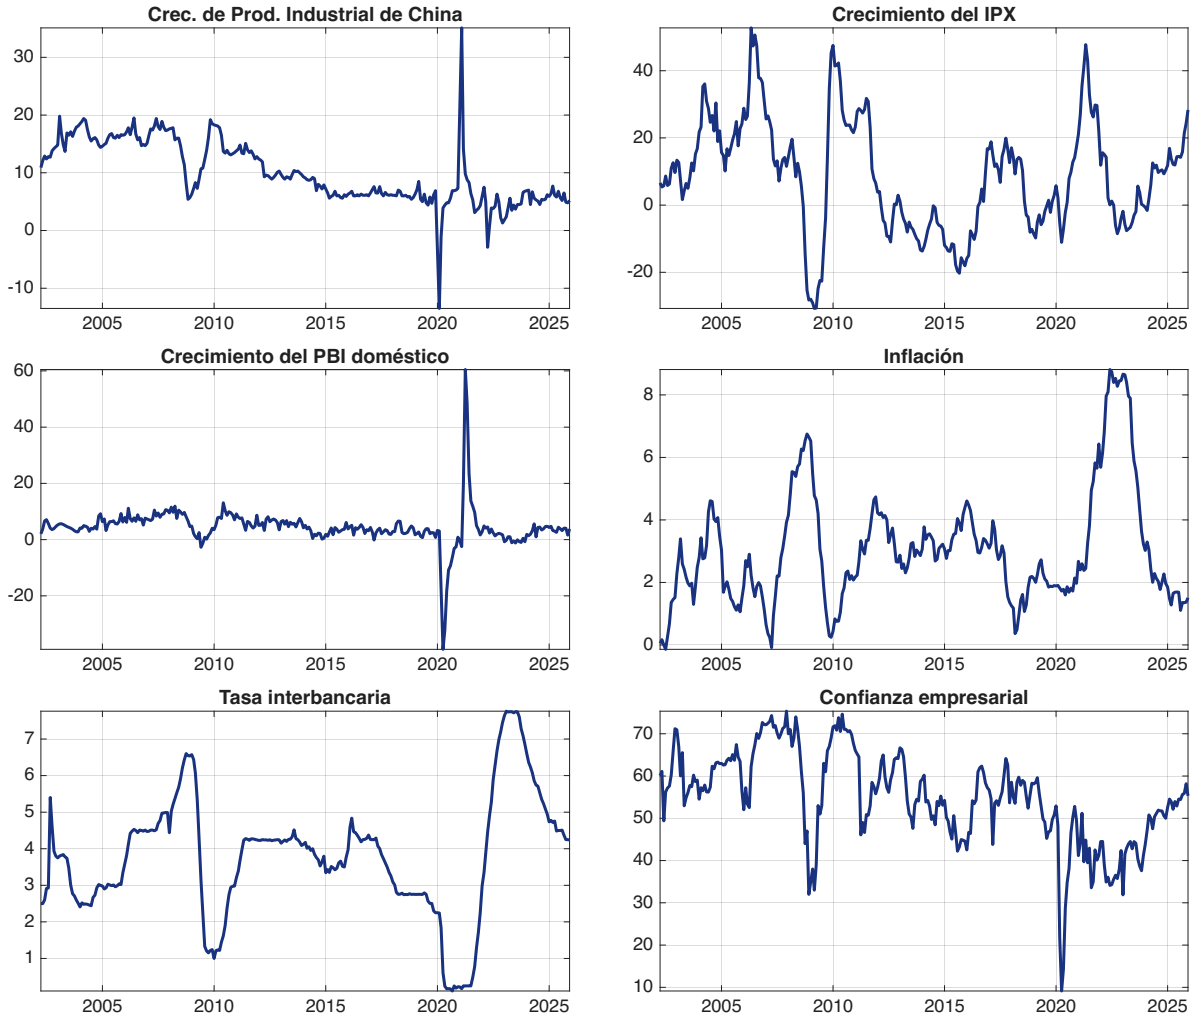 Crec. de Prod. Industrial de China
30
20
10
0
-10
2005 2010 2015 2020 2025
Crecimiento del IPX
40
20
0
-20
2005 2010 2015 2020 2025
Crecimiento del PBI doméstico
60
40
20
0
-20
2005 2010 2015 2020 2025
Inflación
8
6
4
2
0
2005 2010 2015 2020 2025
Tasa interbancaria
7
6
5
4
3
2
1
2005 2010 2015 2020 2025
Confianza empresarial
70
60
50
40
30
20
10
2005 2010 2015 2020 2025